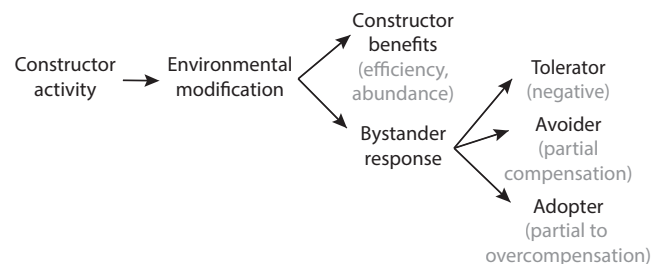 Constructor
activity
Environmental
modification
Constructor
benefits
(efficiency,
abundance)
Bystander
response
Tolerator
(negative)
Avoider
(partial
compensation)
Adopter
(partial to
overcompensation)